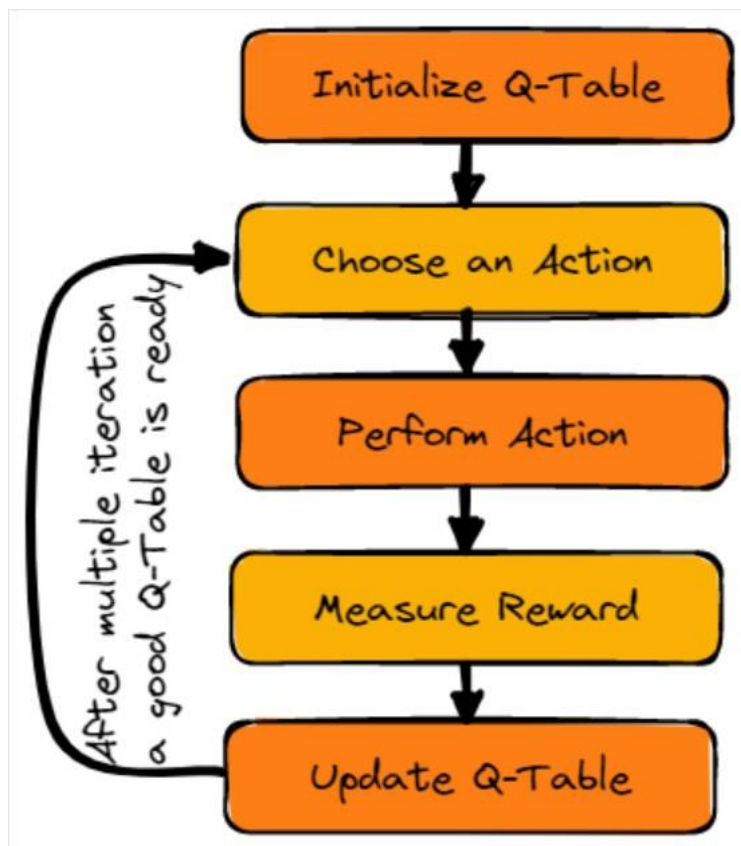 Initialize Q-Table
Choose an Action
Perform Action
Measure Reward
Update Q-Table
After multiple iteration
a good Q-Table is ready